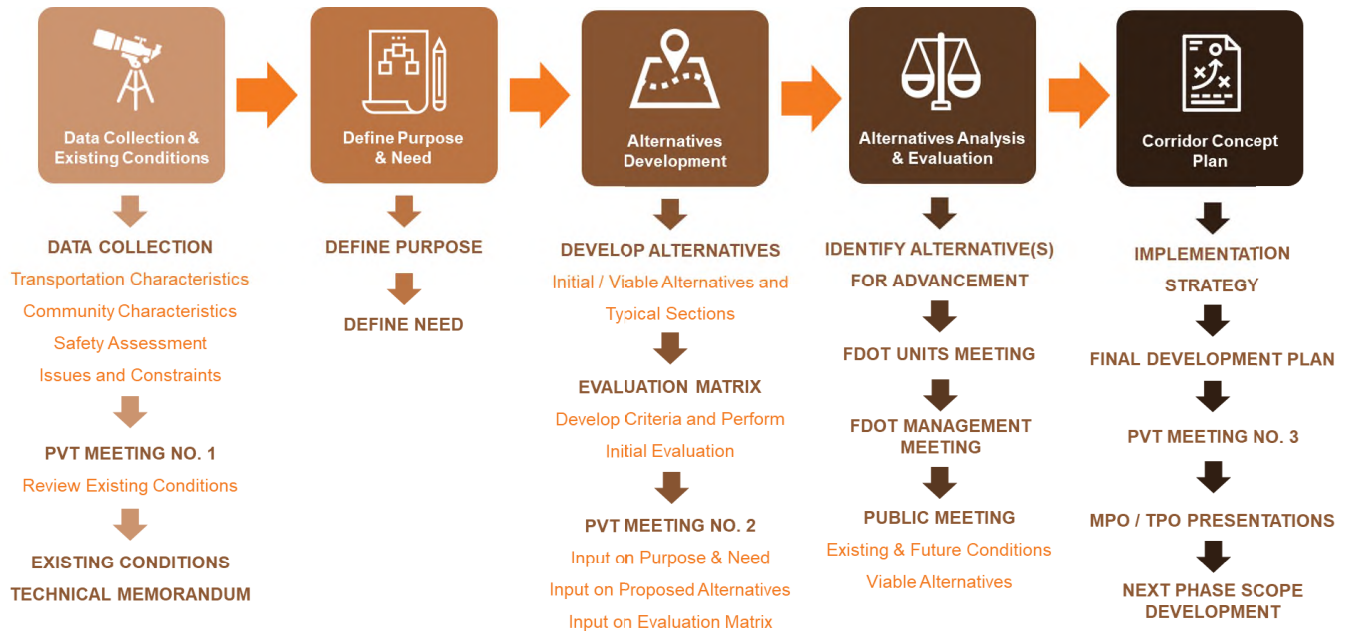 Data Collection &
Existing Conditions
DATA COLLECTION
Transportation Characteristics
Community Characteristics
Safety Assessment
Issues and Constraints
PVT MEETING NO. 1
Review Existing Conditions
EXISTING CONDITIONS
TECHNICAL MEMORANDUM
Define Purpose
& Need
DEFINE PURPOSE
DEFINE NEED
Alternatives
Development
DEVELOP ALTERNATIVES
Initial / Viable Alternatives and
Typical Sections
EVALUATION MATRIX
Develop Criteria and Perform
Initial Evaluation
PVT MEETING NO. 2
Input on Purpose & Need
Input on Proposed Alternatives
Input on Evaluation Matrix
Alternatives Analysis
& Evaluation
IDENTIFY ALTERNATIVE(S)
FOR ADVANCEMENT
FDOT UNITS MEETING
FDOT MANAGEMENT
MEETING
PUBLIC MEETING
Existing & Future Conditions
Viable Alternatives
Corridor Concept
Plan
IMPLEMENTATION
STRATEGY
FINAL DEVELOPMENT PLAN
PVT MEETING NO. 3
MPO / TPO PRESENTATIONS
NEXT PHASE SCOPE
DEVELOPMENT